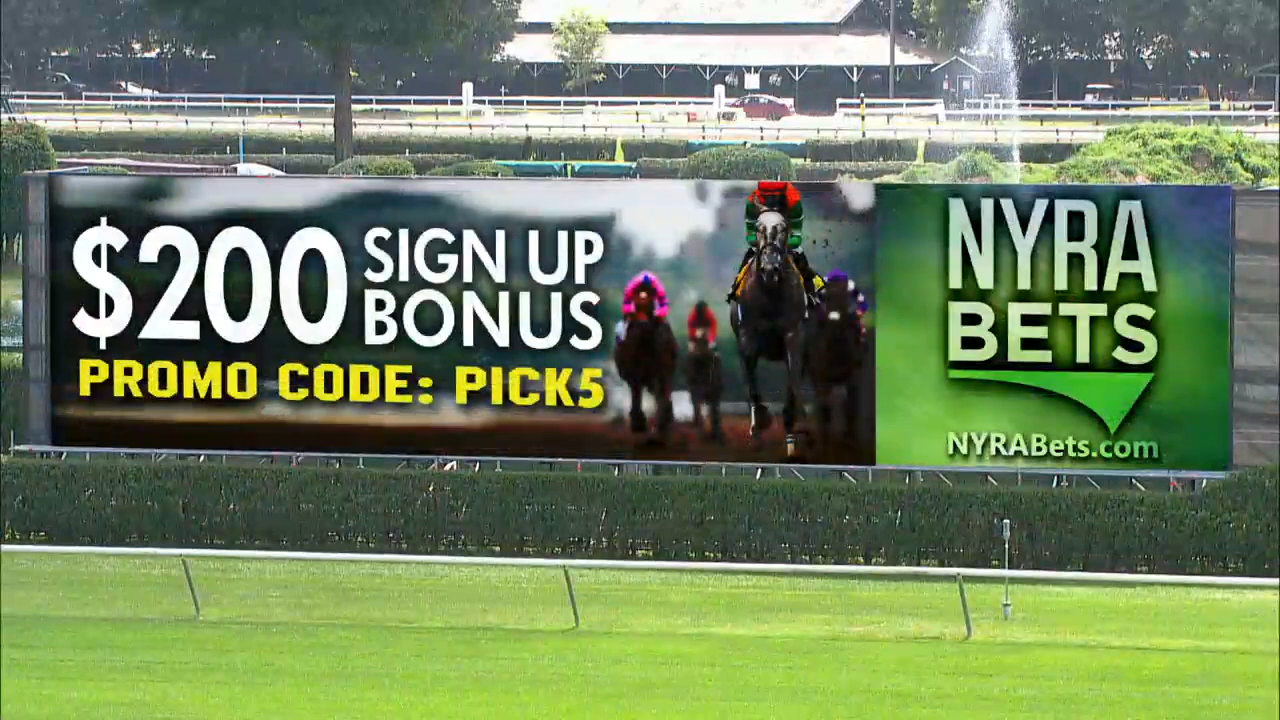 $200 SIGN UP
BONUS
PROMO CODE: PICK5
NYRA
BETS
NYRABets.com